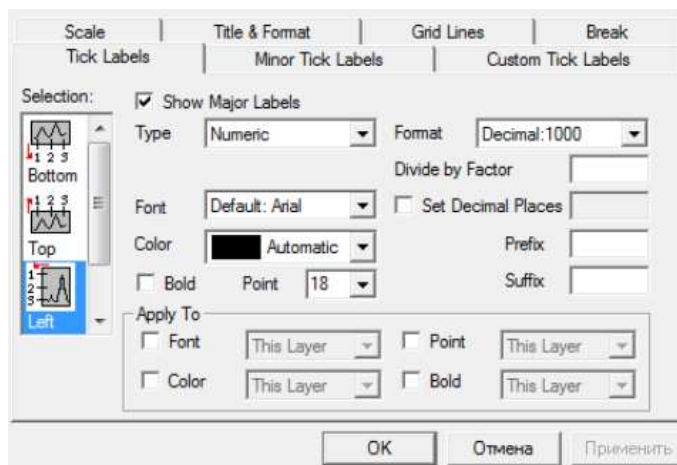 Scale Title & Format Grid Lines Break
Tick Labels Minor Tick Labels Custom Tick Labels
Selection:
Show Major Labels
1 2 3
Bottom
1 2 3
Top
1
2
3
Left
Type Numeric Format Decimal:1000
Divide by Factor
Font Default: Arial Set Decimal Places
Color Automatic Prefix
Bold Point 18 Suffix
Apply To
Font This Layer Point This Layer
Color This Layer Bold This Layer
OK Отмена Применить